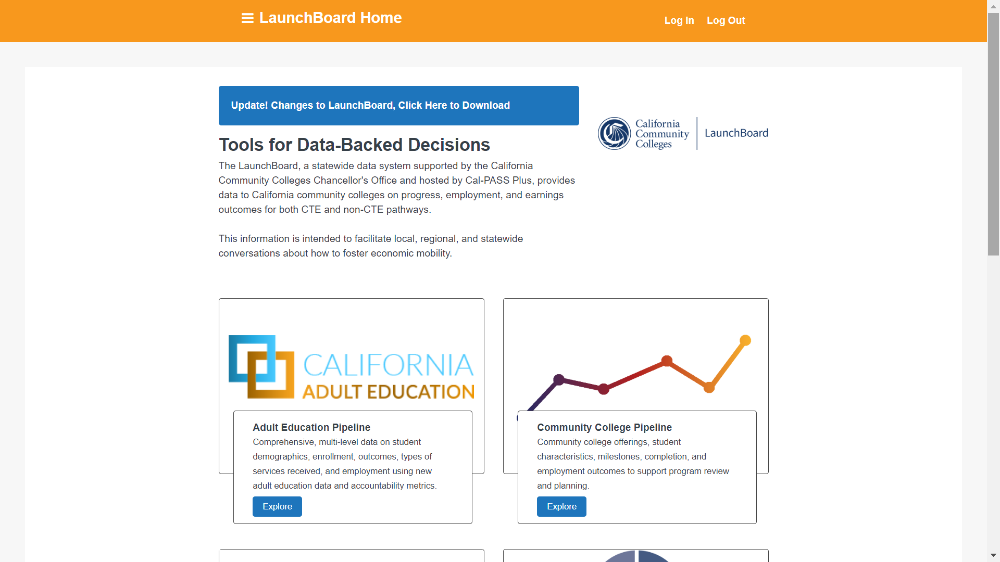 LaunchBoard Home
Log In
Log Out
Update! Changes to LaunchBoard, Click Here to Download
California
Community
Colleges
LaunchBoard
Tools for Data-Backed Decisions
The LaunchBoard, a statewide data system supported by the California
Community Colleges Chancellor's Office and hosted by Cal-PASS Plus, provides
data to California community colleges on progress, employment, and earnings
outcomes for both CTE and non-CTE pathways.
This information is intended to facilitate local, regional, and statewide
conversations about how to foster economic mobility.
CALIFORNIA
ADULT EDUCATION
Adult Education Pipeline
Comprehensive, multi-level data on student
demographics, enrollment, outcomes, types of
services received, and employment using new
adult education data and accountability metrics.
Explore
Community College Pipeline
Community college offerings, student
characteristics, milestones, completion, and
employment outcomes to support program review
and planning.
Explore